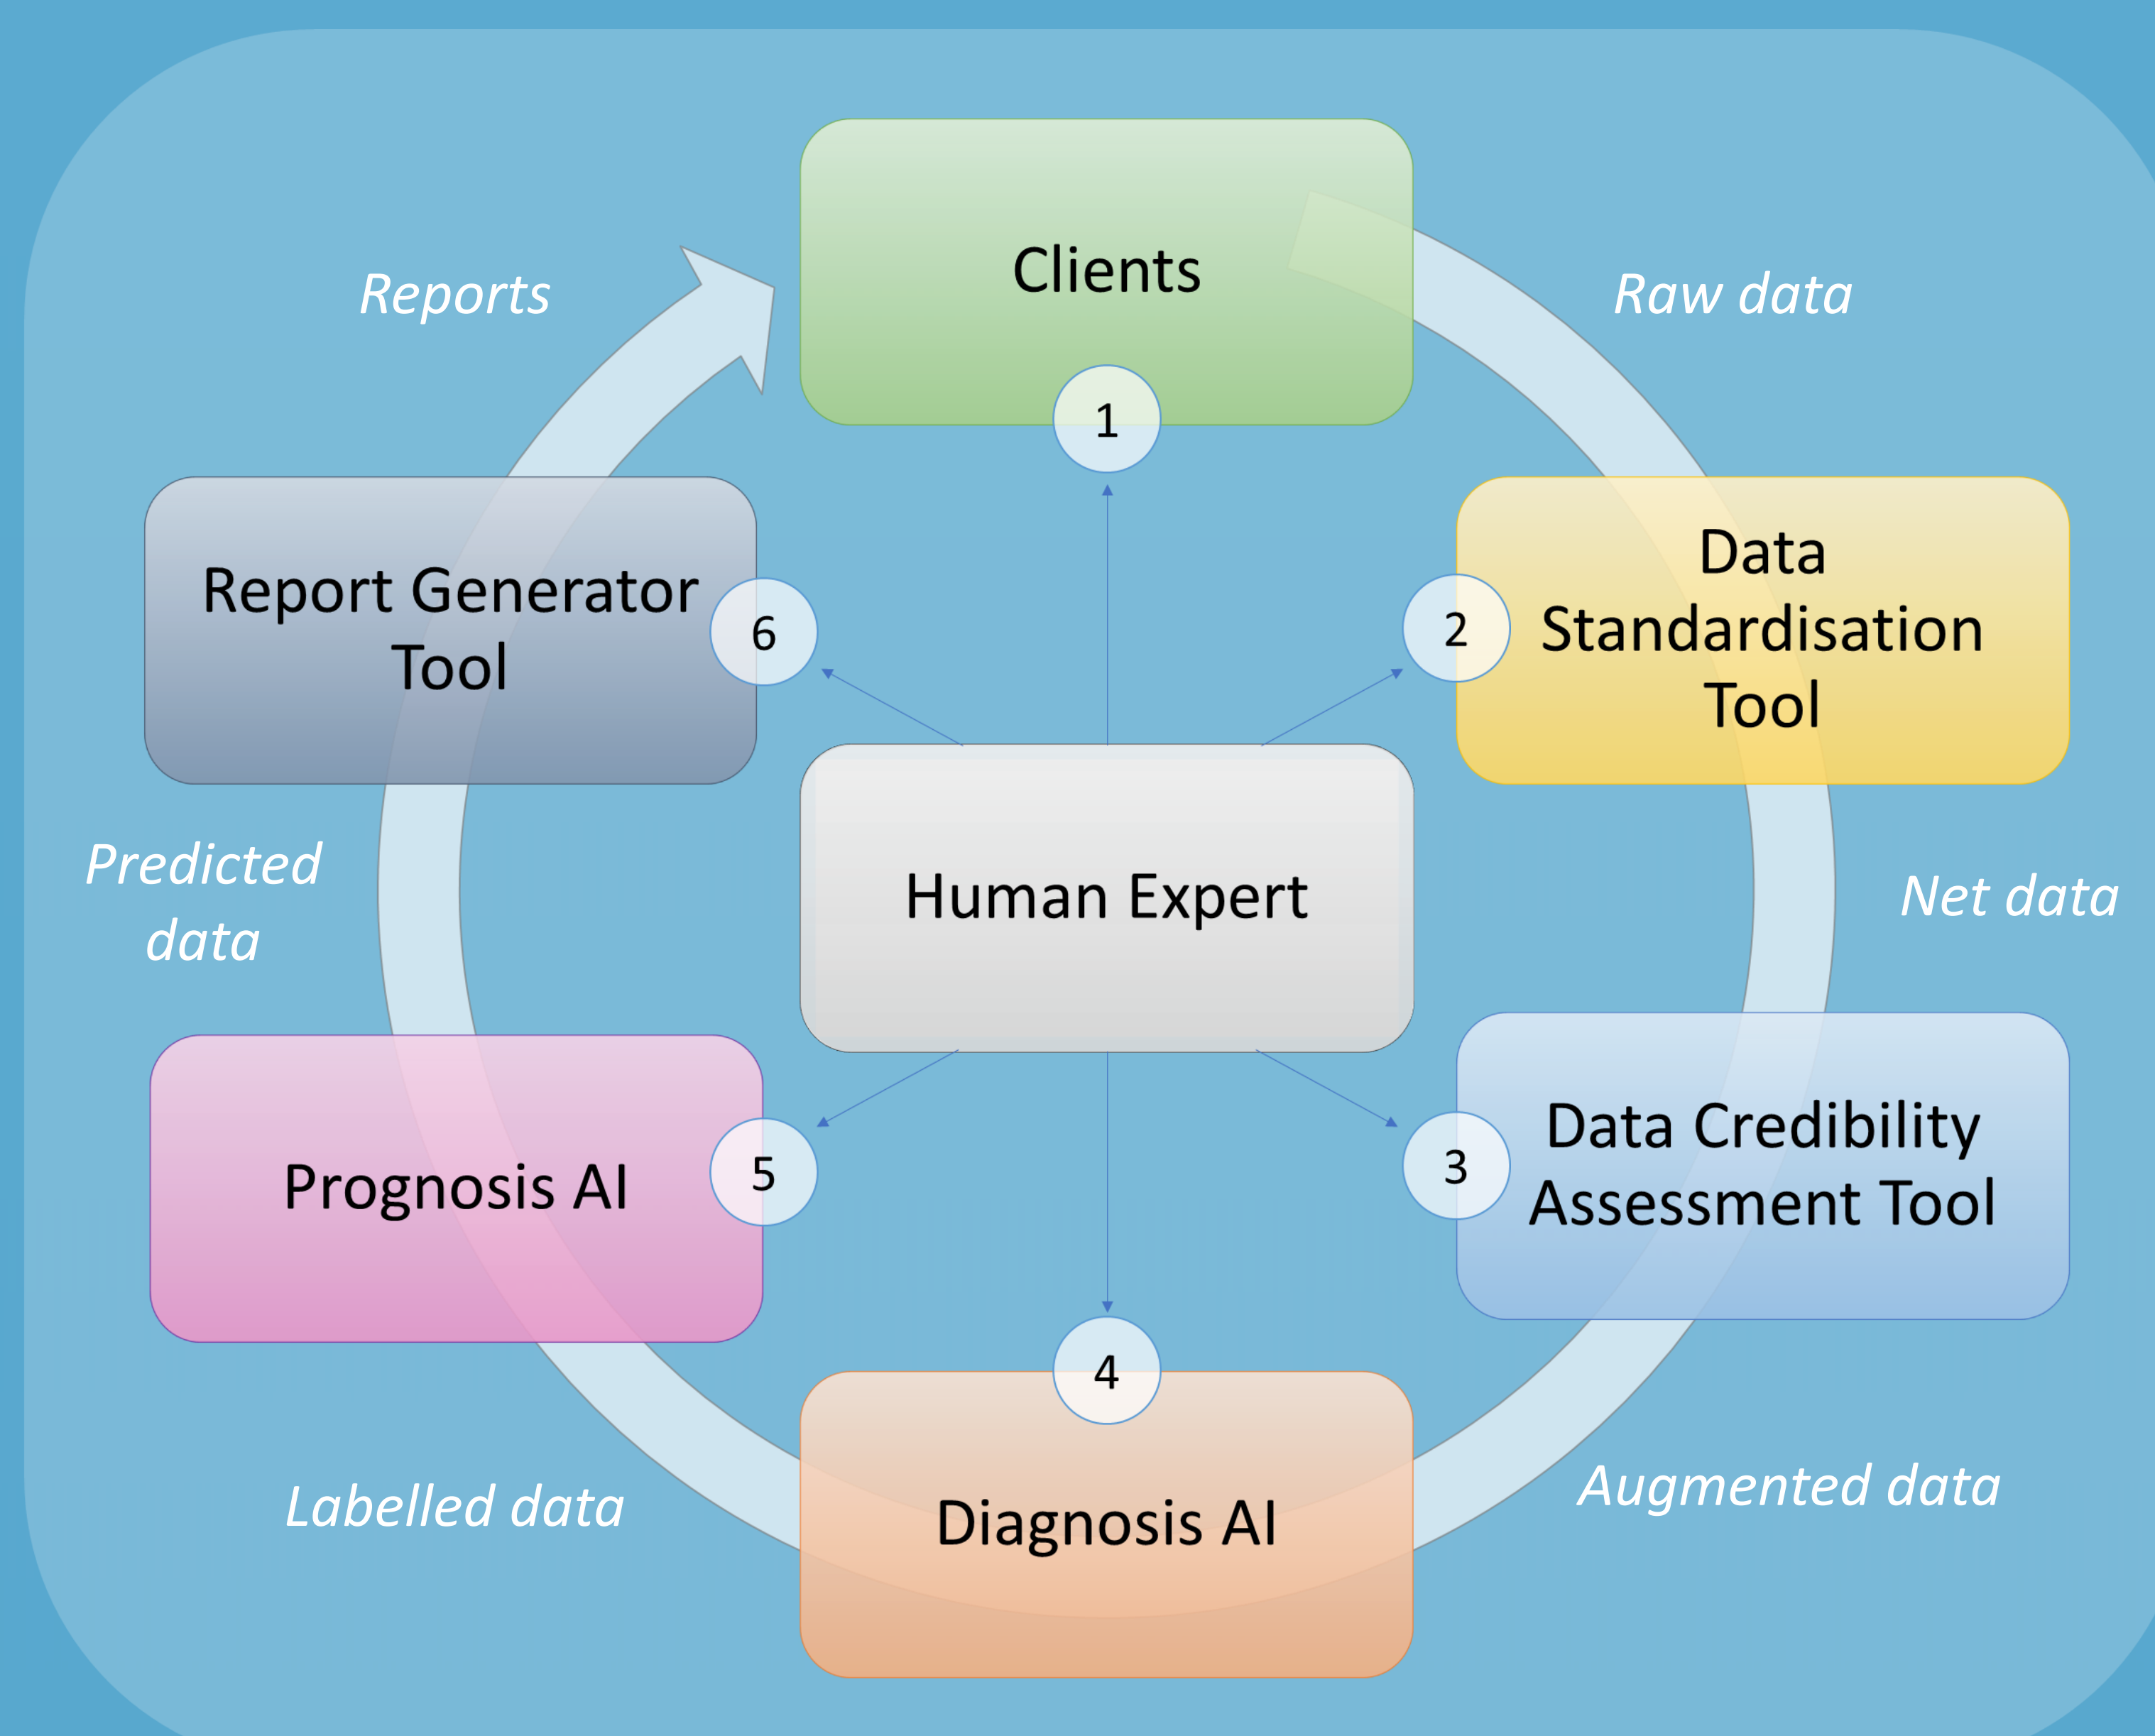 Clients
1
Reports
Raw data
Report Generator
Tool
6
2
Data
Standardisation
Tool
Human Expert
Predicted
data
Net data
Prognosis AI
5
3
Data Credibility
Assessment Tool
4
Diagnosis AI
Labelled data
Augmented data